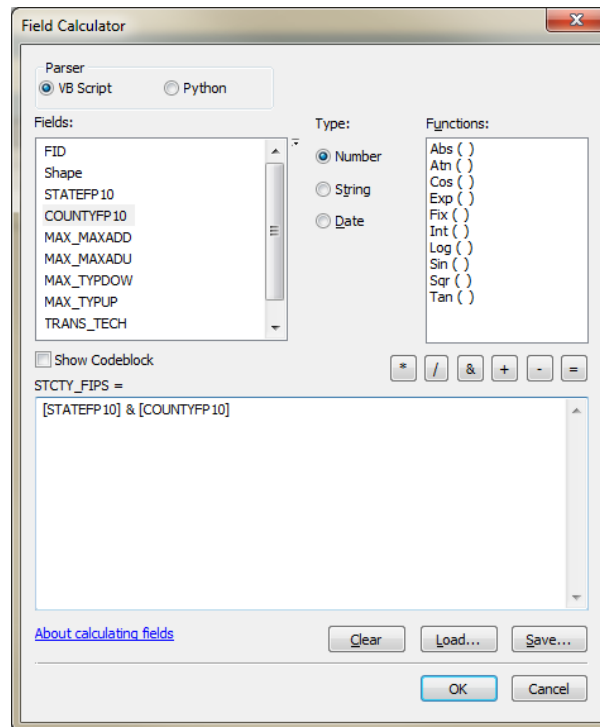 Field Calculator
Parser
VB Script
Python
Fields:
FID
Shape
STATEFP10
COUNTYFP10
MAX_MAXADD
MAX_MAXADU
MAX_TYPDOW
MAX_TYPUP
TRANS_TECH
Type:
Number
String
Date
Functions:
Abs ( )
Atn ( )
Cos ( )
Exp ( )
Fix ( )
Int ( )
Log ( )
Sin ( )
Sqr ( )
Tan ( )
Show Codeblock
* / & + - =
STCTY_FIPS =
[STATEFP10] & [COUNTYFP10]
About calculating fields
Clear
Load...
Save...
OK
Cancel